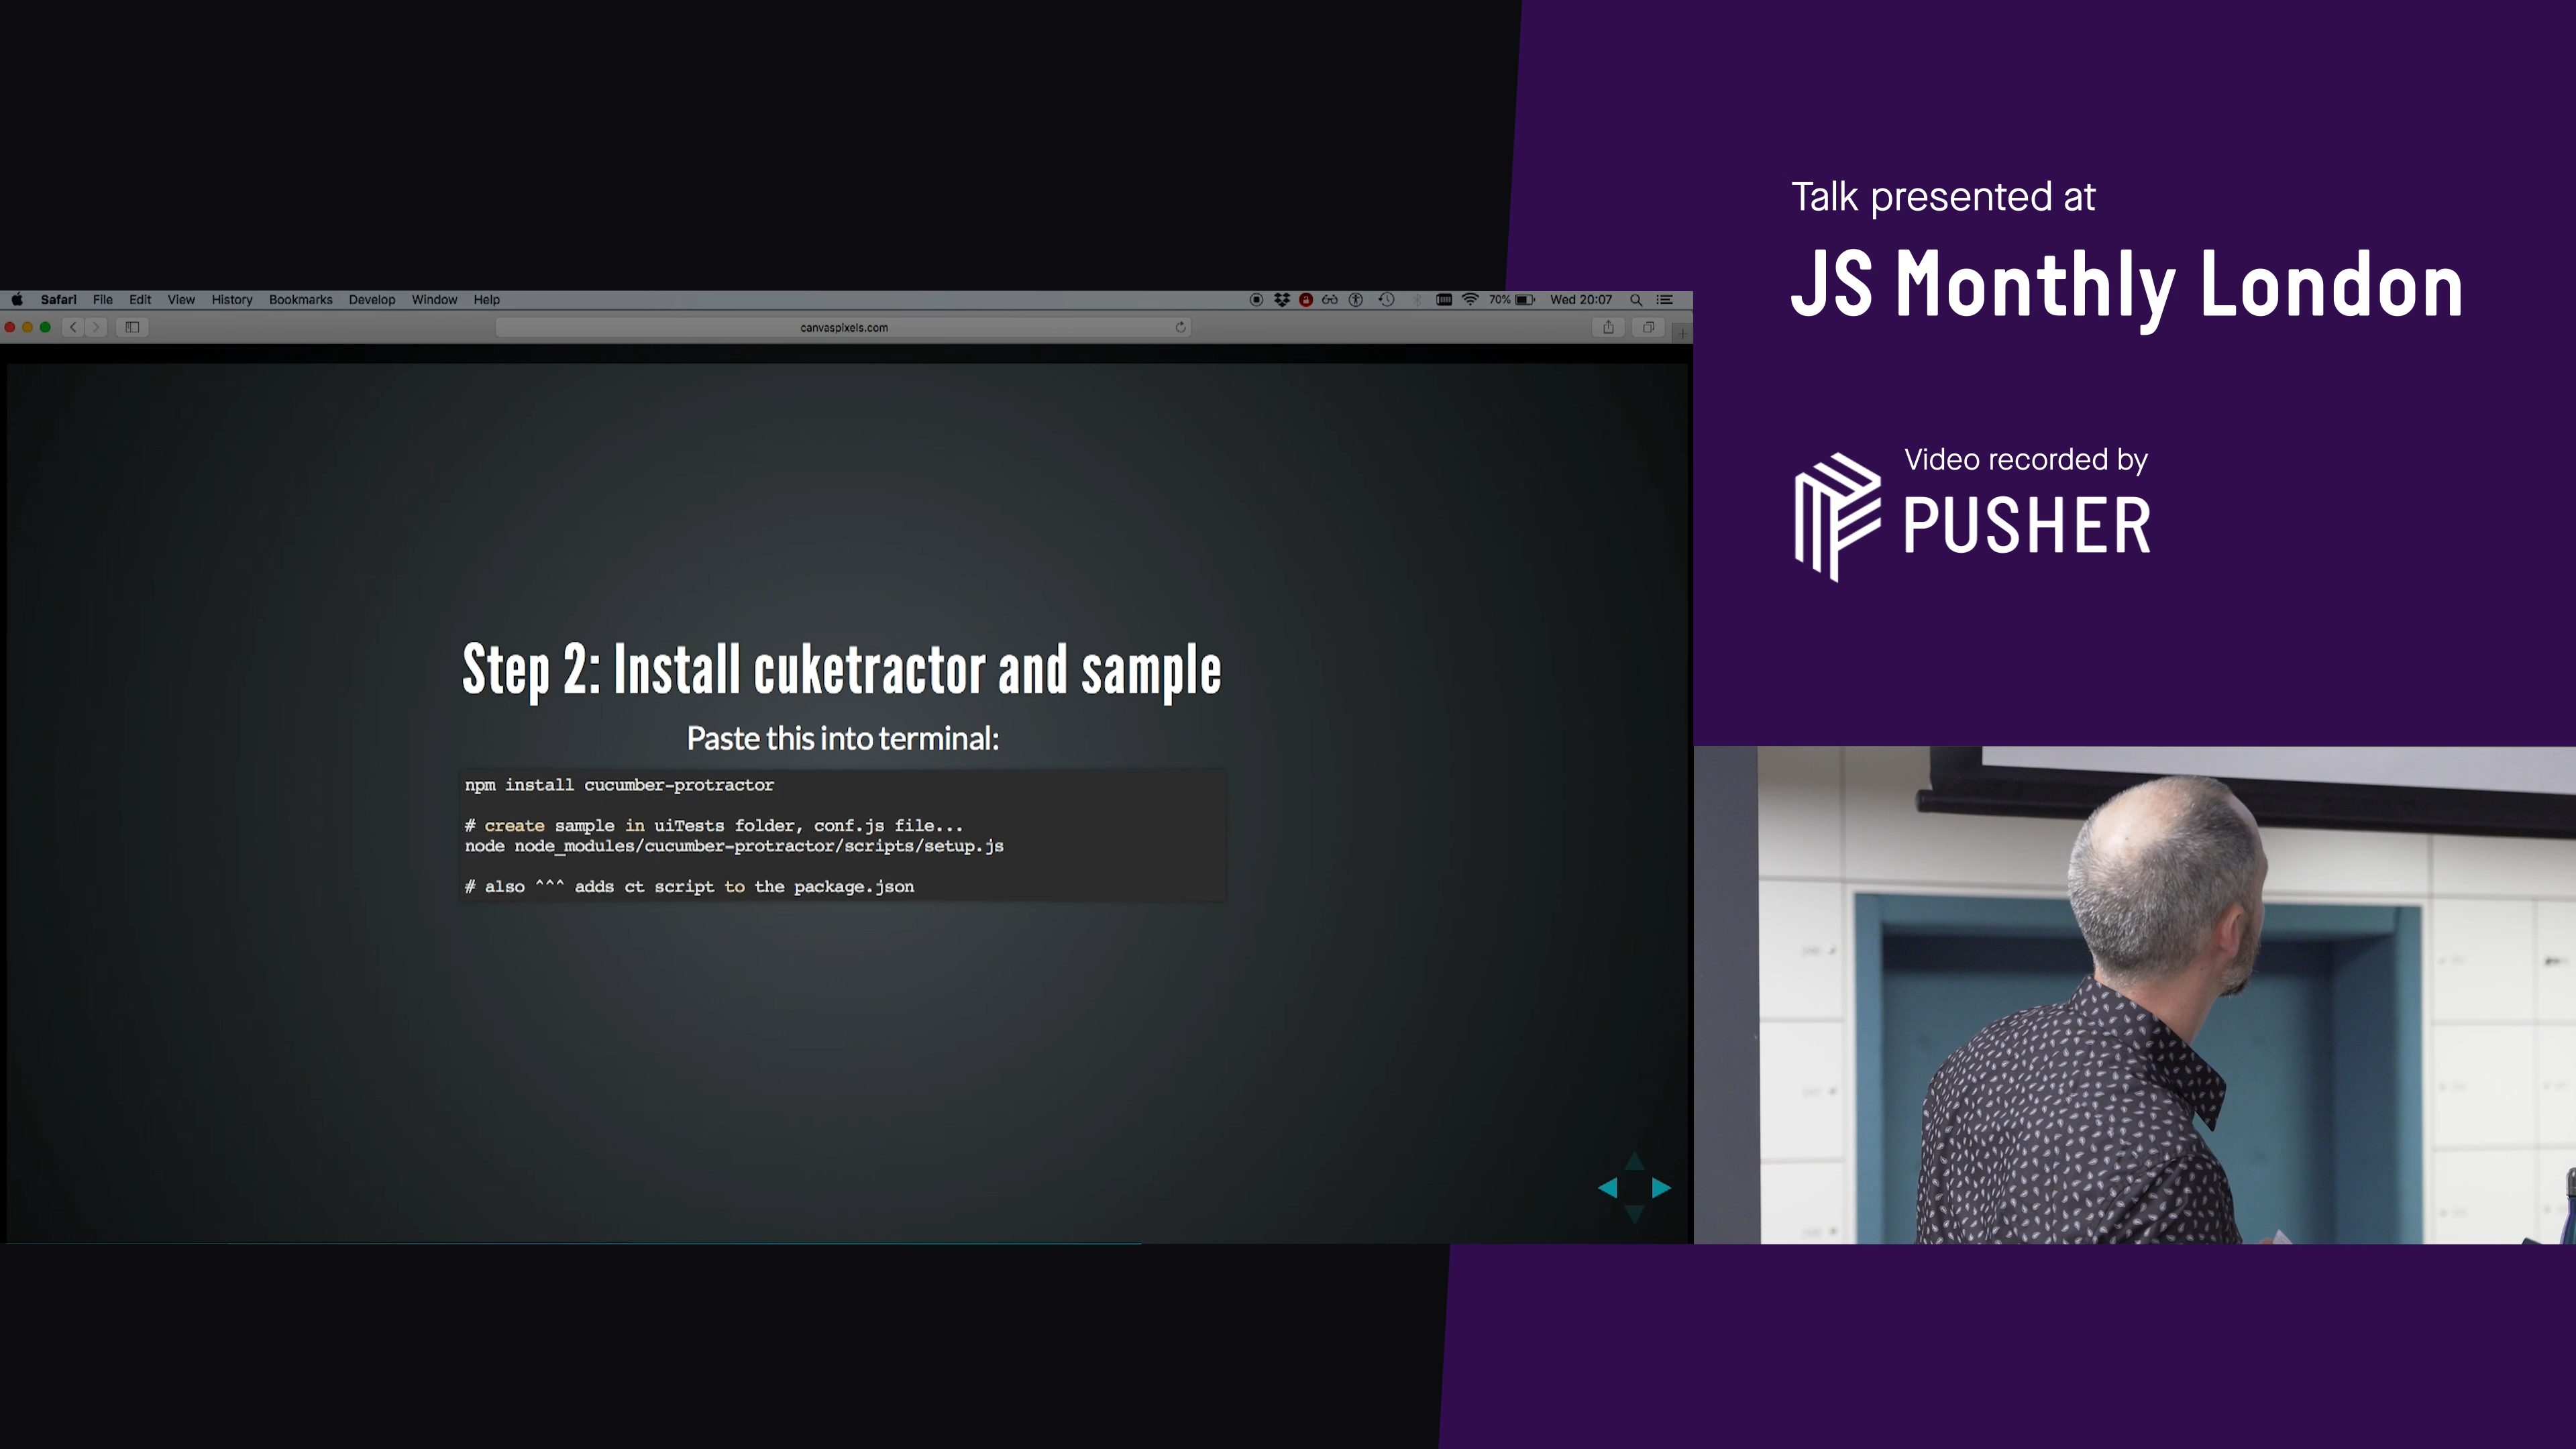 Talk presented at
JS Monthly London
Video recorded by
PUSHER
Safari File Edit View History Bookmarks Develop Window Help
70% Wed 20:07
canvaspixels.com
Step 2: Install cuketractor and sample
Paste this into terminal:
npm install cucumber-protractor
# create sample in uiTests folder, conf.js file...
node node_modules/cucumber-protractor/scripts/setup.js
# also ^^^ adds ct script to the package.json